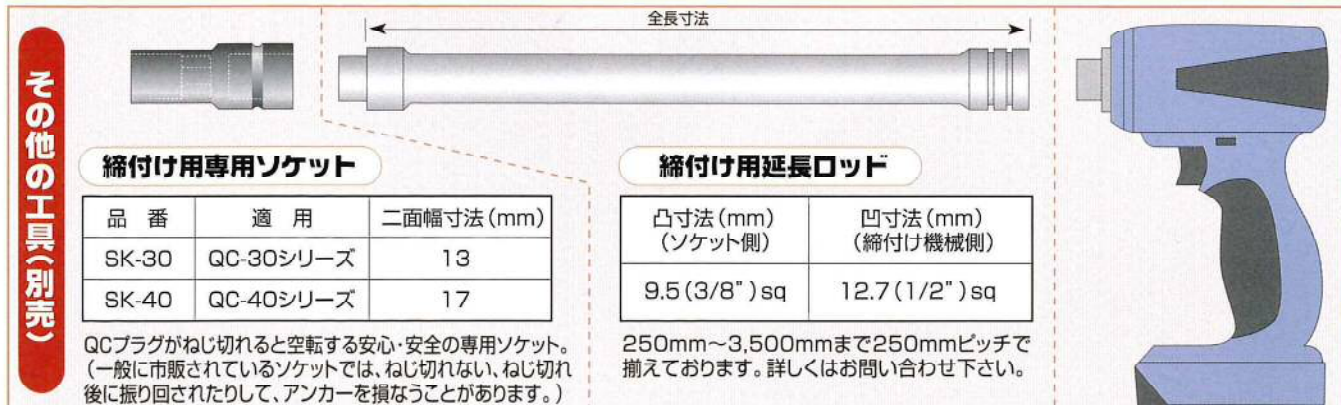 その他の工具(別売)
全長寸法
締付け用専用ソケット
品 番 適 用 二面幅寸法(mm)
SK-30 QC-30シリーズ 13
SK-40 QC-40シリーズ 17
QCプラグがねじ切れると空転する安心・安全の専用ソケット。
(一般に市販されているソケットでは、ねじ切れない、ねじ切れ
後に振り回されたりして、アンカーを損なうことがあります。)
締付け用延長ロッド
凸寸法(mm) 凹寸法(mm)
(ソケット側) (締付け機械側)
9.5(3/8")sq 12.7(1/2")sq
250mm〜3,500mmまで250mmピッチで
揃えております。詳しくはお問い合わせ下さい。